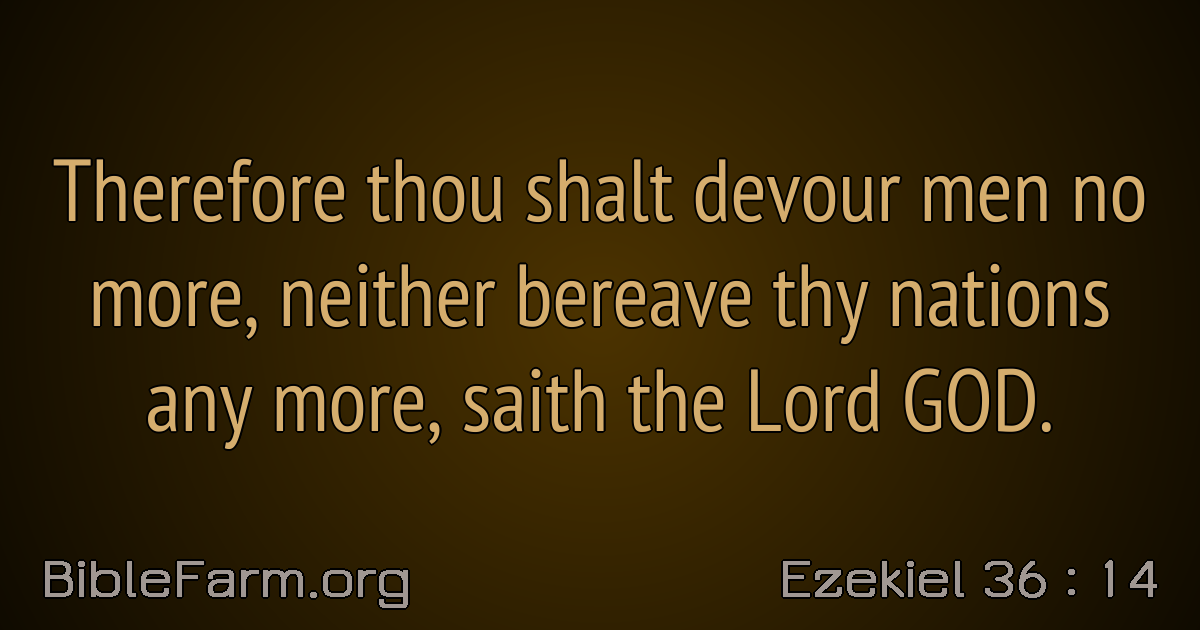 Therefore thou shalt devour men no
more, neither bereave thy nations
any more, saith the Lord GOD.
BibleFarm.org
Ezekiel 36 : 14